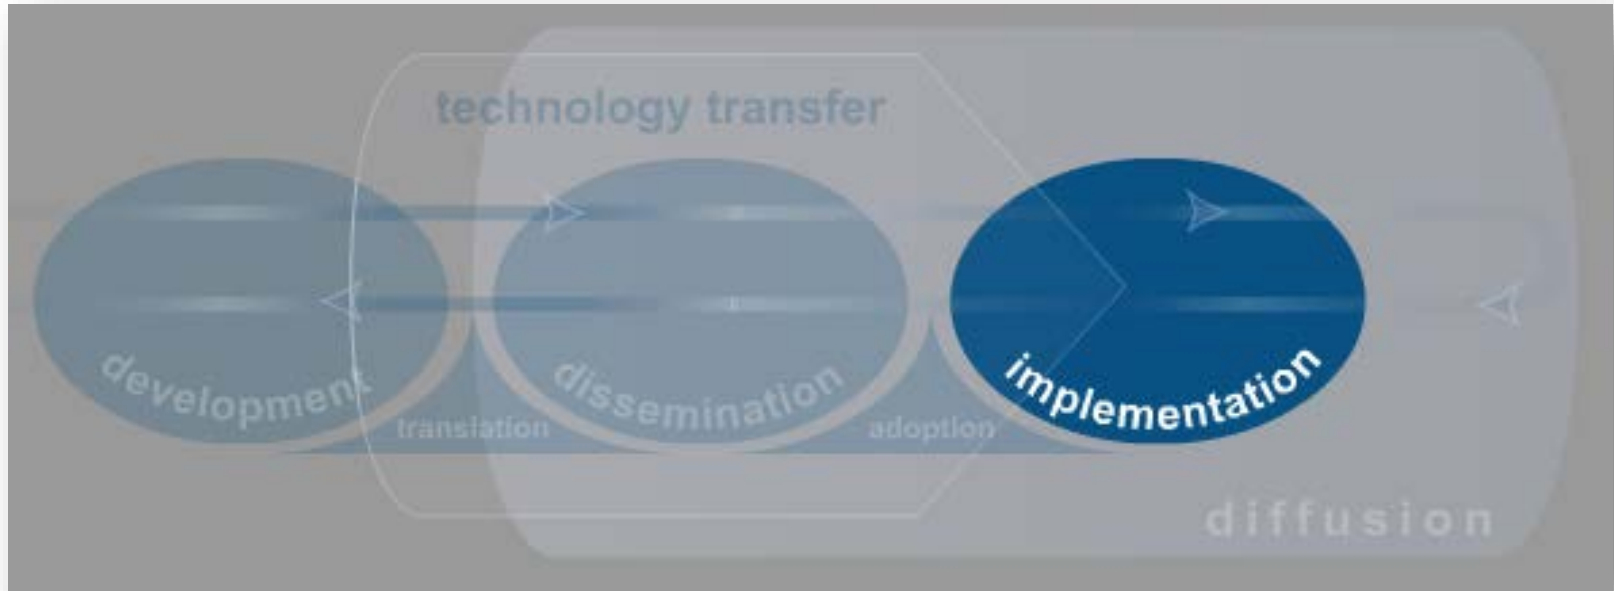 technology transfer
development
translation
dissemination
adoption
implementation
diffusion